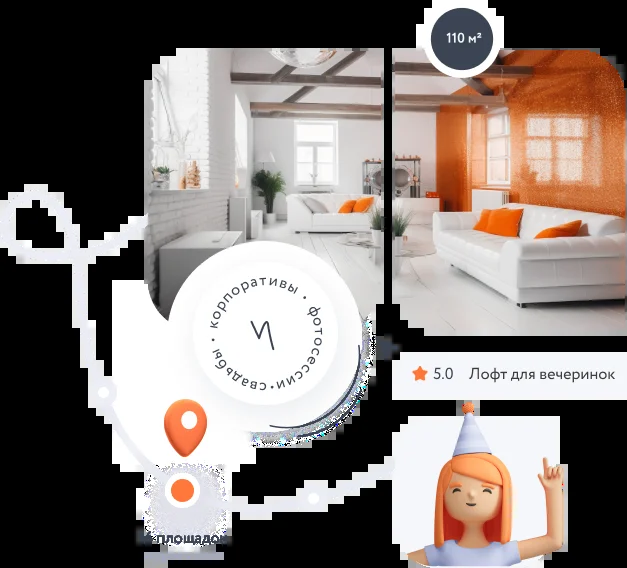 110 м²
корпоративы • фотосессии • свадьбы •
5.0 Лофт для вечеринок
площадок